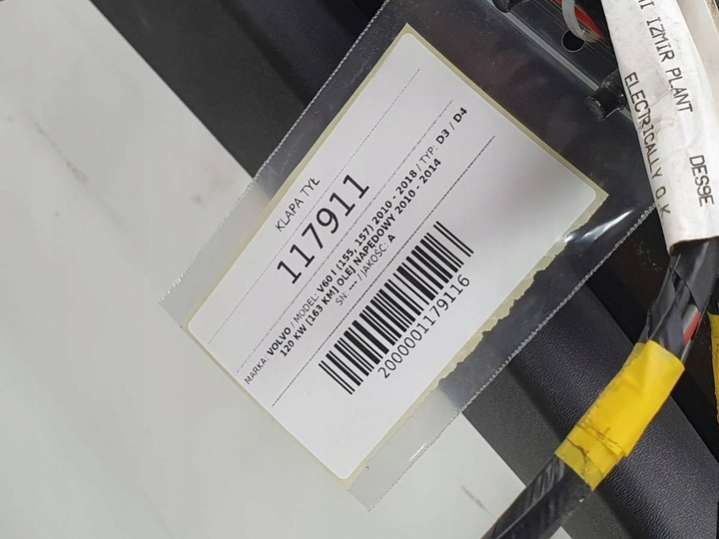 KLAPA TYŁ
117911
MARKA: VOLVO / MODEL: V60 I (155, 157) 2010 - 2018 / TYP: D3 / D4
120 KW [163 KM] OLEJ NAPĘDOWY 2010 - 2014
SN: --- / JAKOŚĆ: A
2000001179116
IZMIR PLANT
ELECTRICALLY O.K